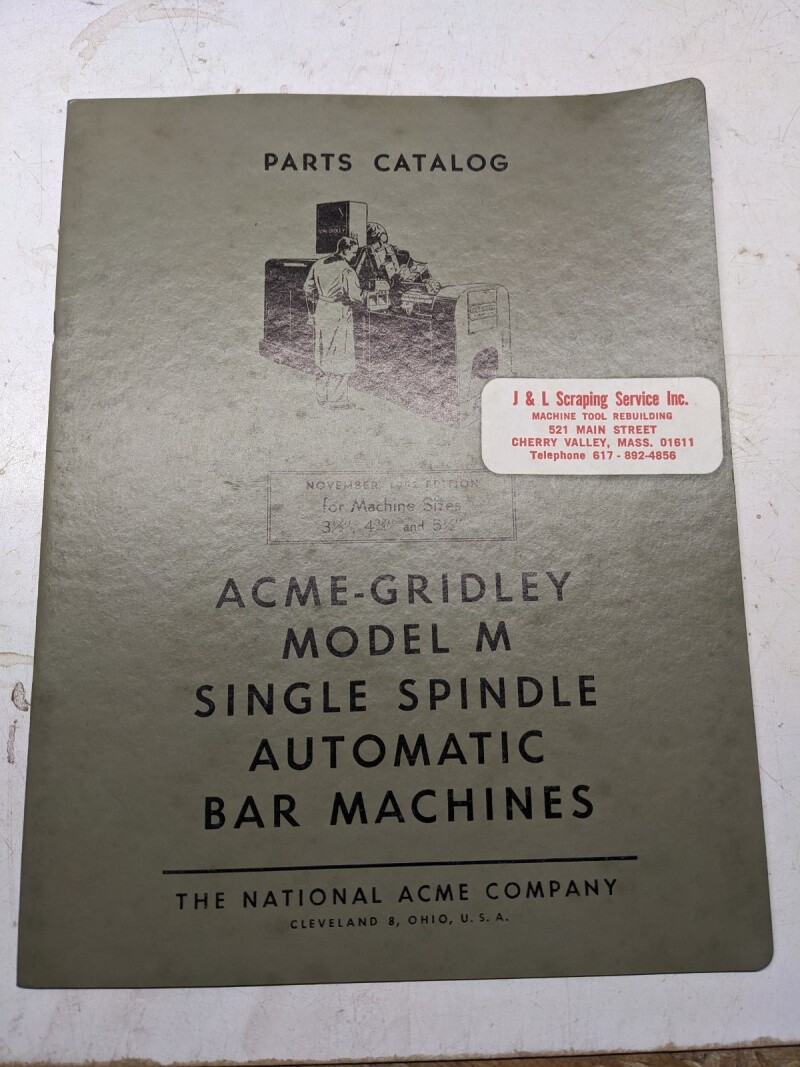 PARTS CATALOG
J & L Scraping Service Inc.
MACHINE TOOL REBUILDING
521 MAIN STREET
CHERRY VALLEY, MASS. 01611
Telephone 617 - 892-4856
NOVEMBER, EDITION
for Machine Sizes
and
ACME-GRIDLEY
MODEL M
SINGLE SPINDLE
AUTOMATIC
BAR MACHINES
THE NATIONAL ACME COMPANY
CLEVELAND 8, OHIO, U. S. A.